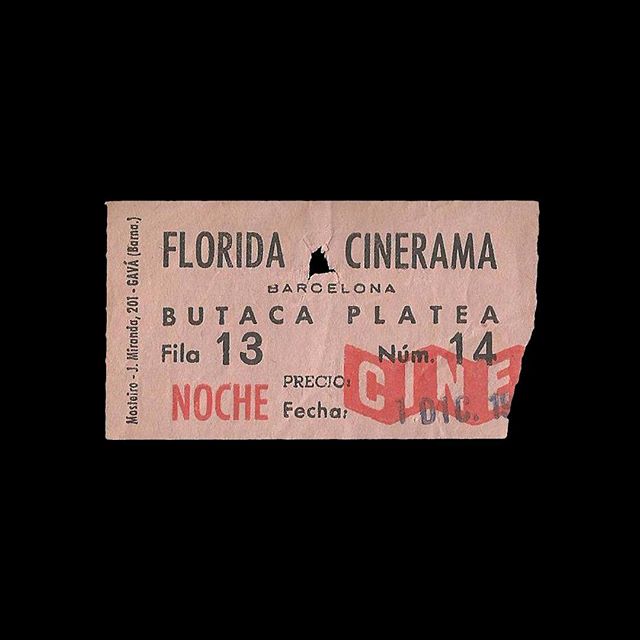 Mosteiro - J. Miranda, 201 - GAVÁ (Barna.)
FLORIDA CINERAMA
BARCELONA
BUTACA PLATEA
Fila 13 Núm. 14
PRECIO:
NOCHE Fecha: 1 DIC. 19
CINE